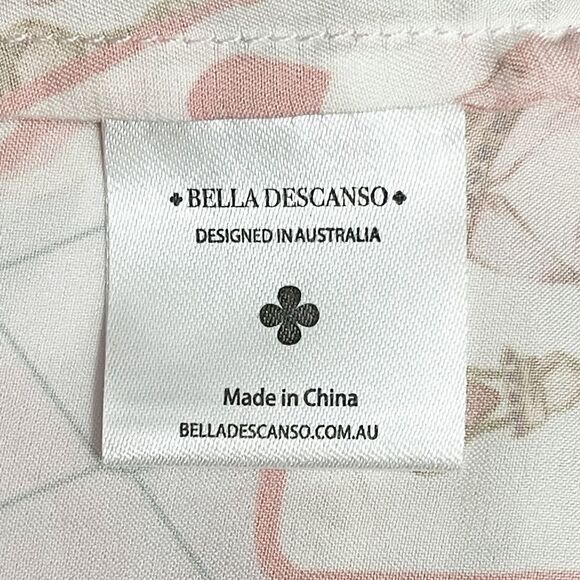 BELLA DESCANSO
DESIGNED IN AUSTRALIA
Made in China
BELLADESCANSO.COM.AU